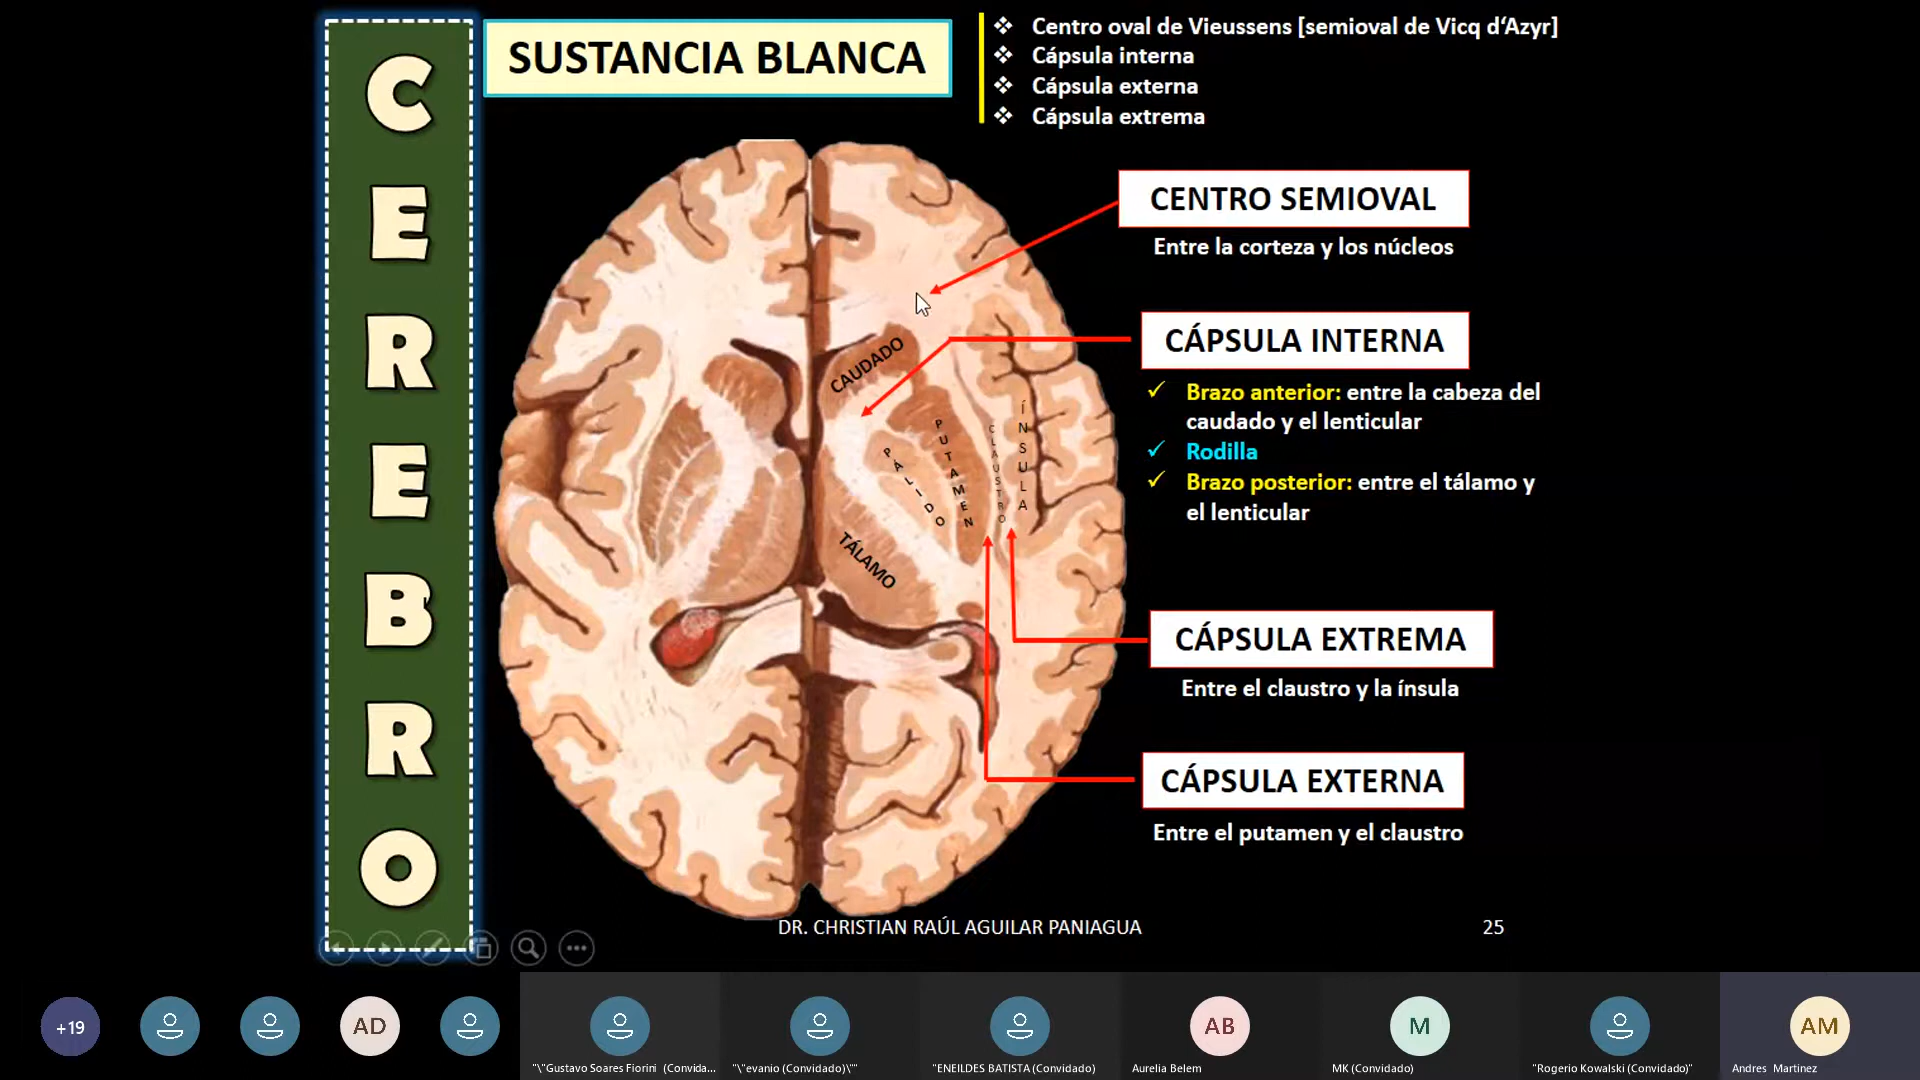 CEREBRO
SUSTANCIA BLANCA
❖ Centro oval de Vieussens [semioval de Vicq d‘Azyr]
❖ Cápsula interna
❖ Cápsula externa
❖ Cápsula extrema
CENTRO SEMIOVAL
Entre la corteza y los núcleos
CÁPSULA INTERNA
✓ Brazo anterior: entre la cabeza del
caudado y el lenticular
✓ Rodilla
✓ Brazo posterior: entre el tálamo y
el lenticular
CAUDADO
PUTAMEN
PÁLIDO
CLAUSTRO
ÍNSULA
TÁLAMO
CÁPSULA EXTREMA
Entre el claustro y la ínsula
CÁPSULA EXTERNA
Entre el putamen y el claustro
DR. CHRISTIAN RAÚL AGUILAR PANIAGUA
25
+19
AD
AB
M
AM
"\"Gustavo Soares Fiorini (Convida...
"\"evanio (Convidado)\""
"ENEILDES BATISTA (Convidado)
Aurelia Belem
MK (Convidado)
"Rogerio Kowalski (Convidado)"
Andres Martinez